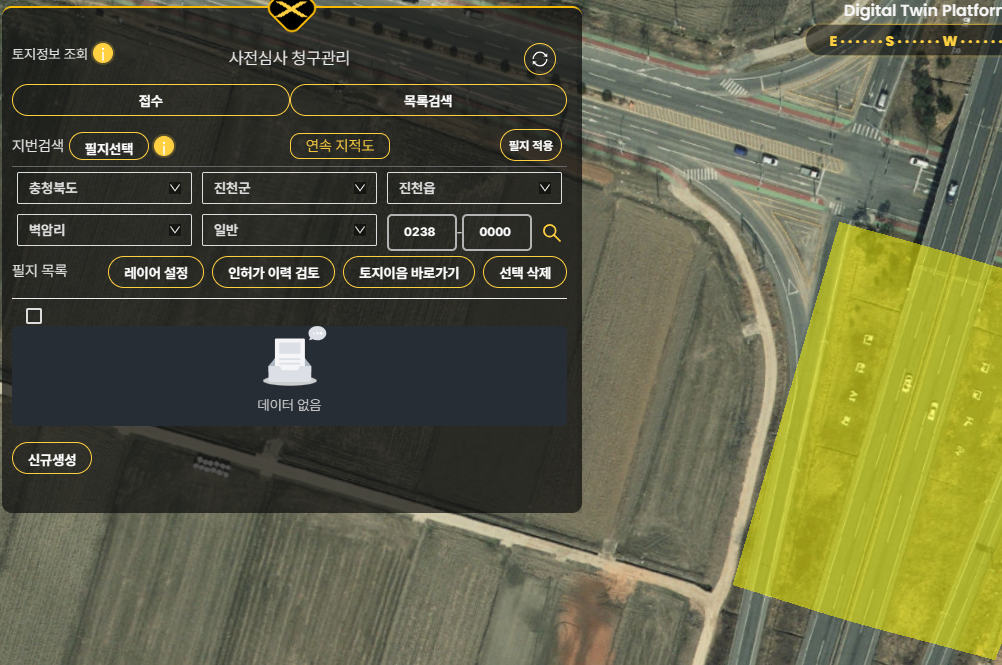 Digital Twin Platform
E S W
토지정보 조회 i
사전심사 청구관리
접수 목록검색
지번검색 필지선택 i 연속 지적도 필지 적용
충청북도 진천군 진천읍
벽암리 일반 0238 - 0000
필지 목록 레이어 설정 인허가 이력 검토 토지이음 바로가기 선택 삭제
데이터 없음
신규생성